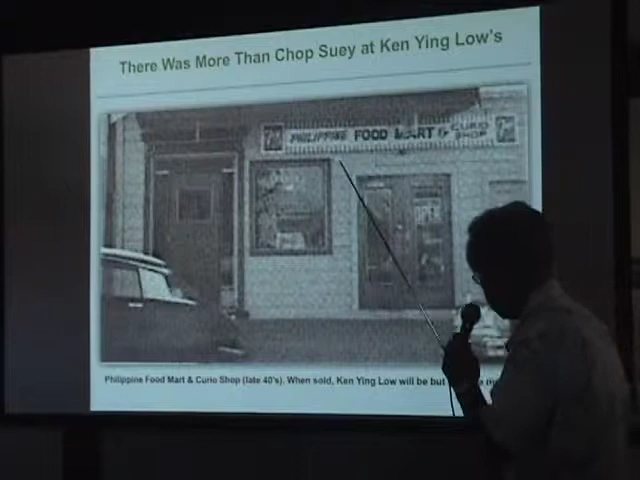 There Was More Than Chop Suey at Ken Ying Low's
PHILIPPINE FOOD MART & CURIO SHOP
OPEN
Philippine Food Mart & Curio Shop (late 40's). When sold, Ken Ying Low will be